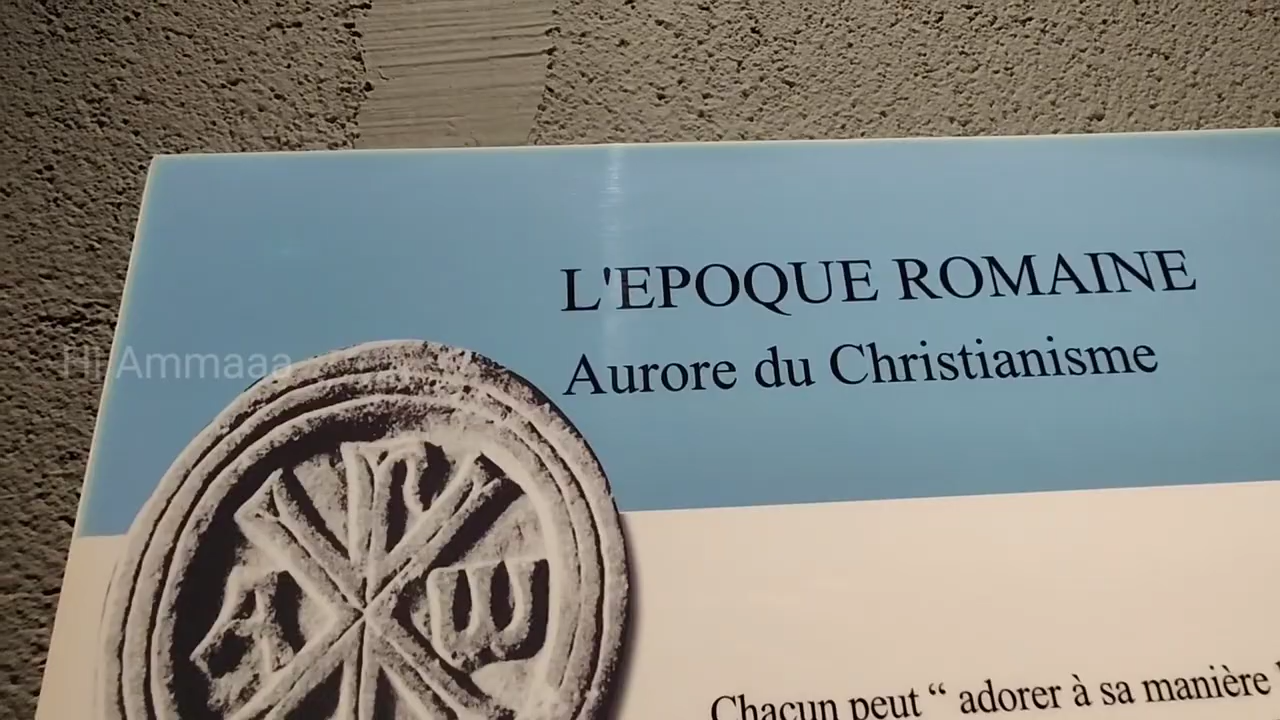 L'EPOQUE ROMAINE
Aurore du Christianisme
Hi Ammaaa
Chacun peut “ adorer à sa manière